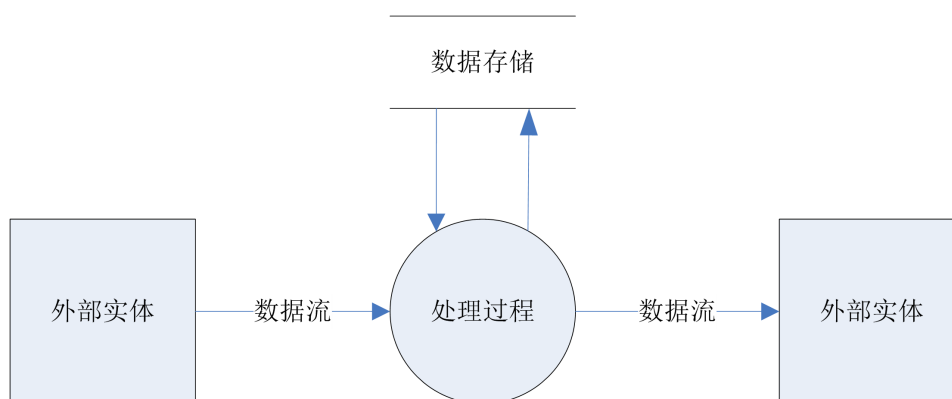 数据存储
外部实体
数据流
处理过程
数据流
外部实体